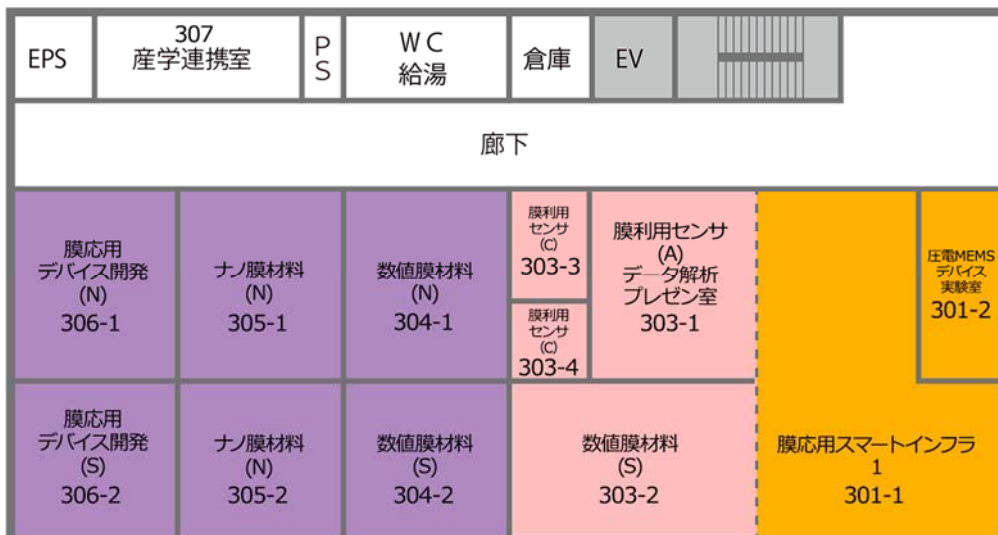 EPS
307
産学連携室
PS
WC
給湯
倉庫
EV
廊下
膜応用
デバイス開発
(N)
306-1
ナノ膜材料
(N)
305-1
数値膜材料
(N)
304-1
膜利用
センサ
(C)
303-3
膜利用
センサ
(C)
303-4
膜利用センサ
(A)
データ解析
プレゼン室
303-1
圧電MEMS
デバイス
実験室
301-2
膜応用
デバイス開発
(S)
306-2
ナノ膜材料
(N)
305-2
数値膜材料
(S)
304-2
数値膜材料
(S)
303-2
膜応用スマートインフラ
1
301-1